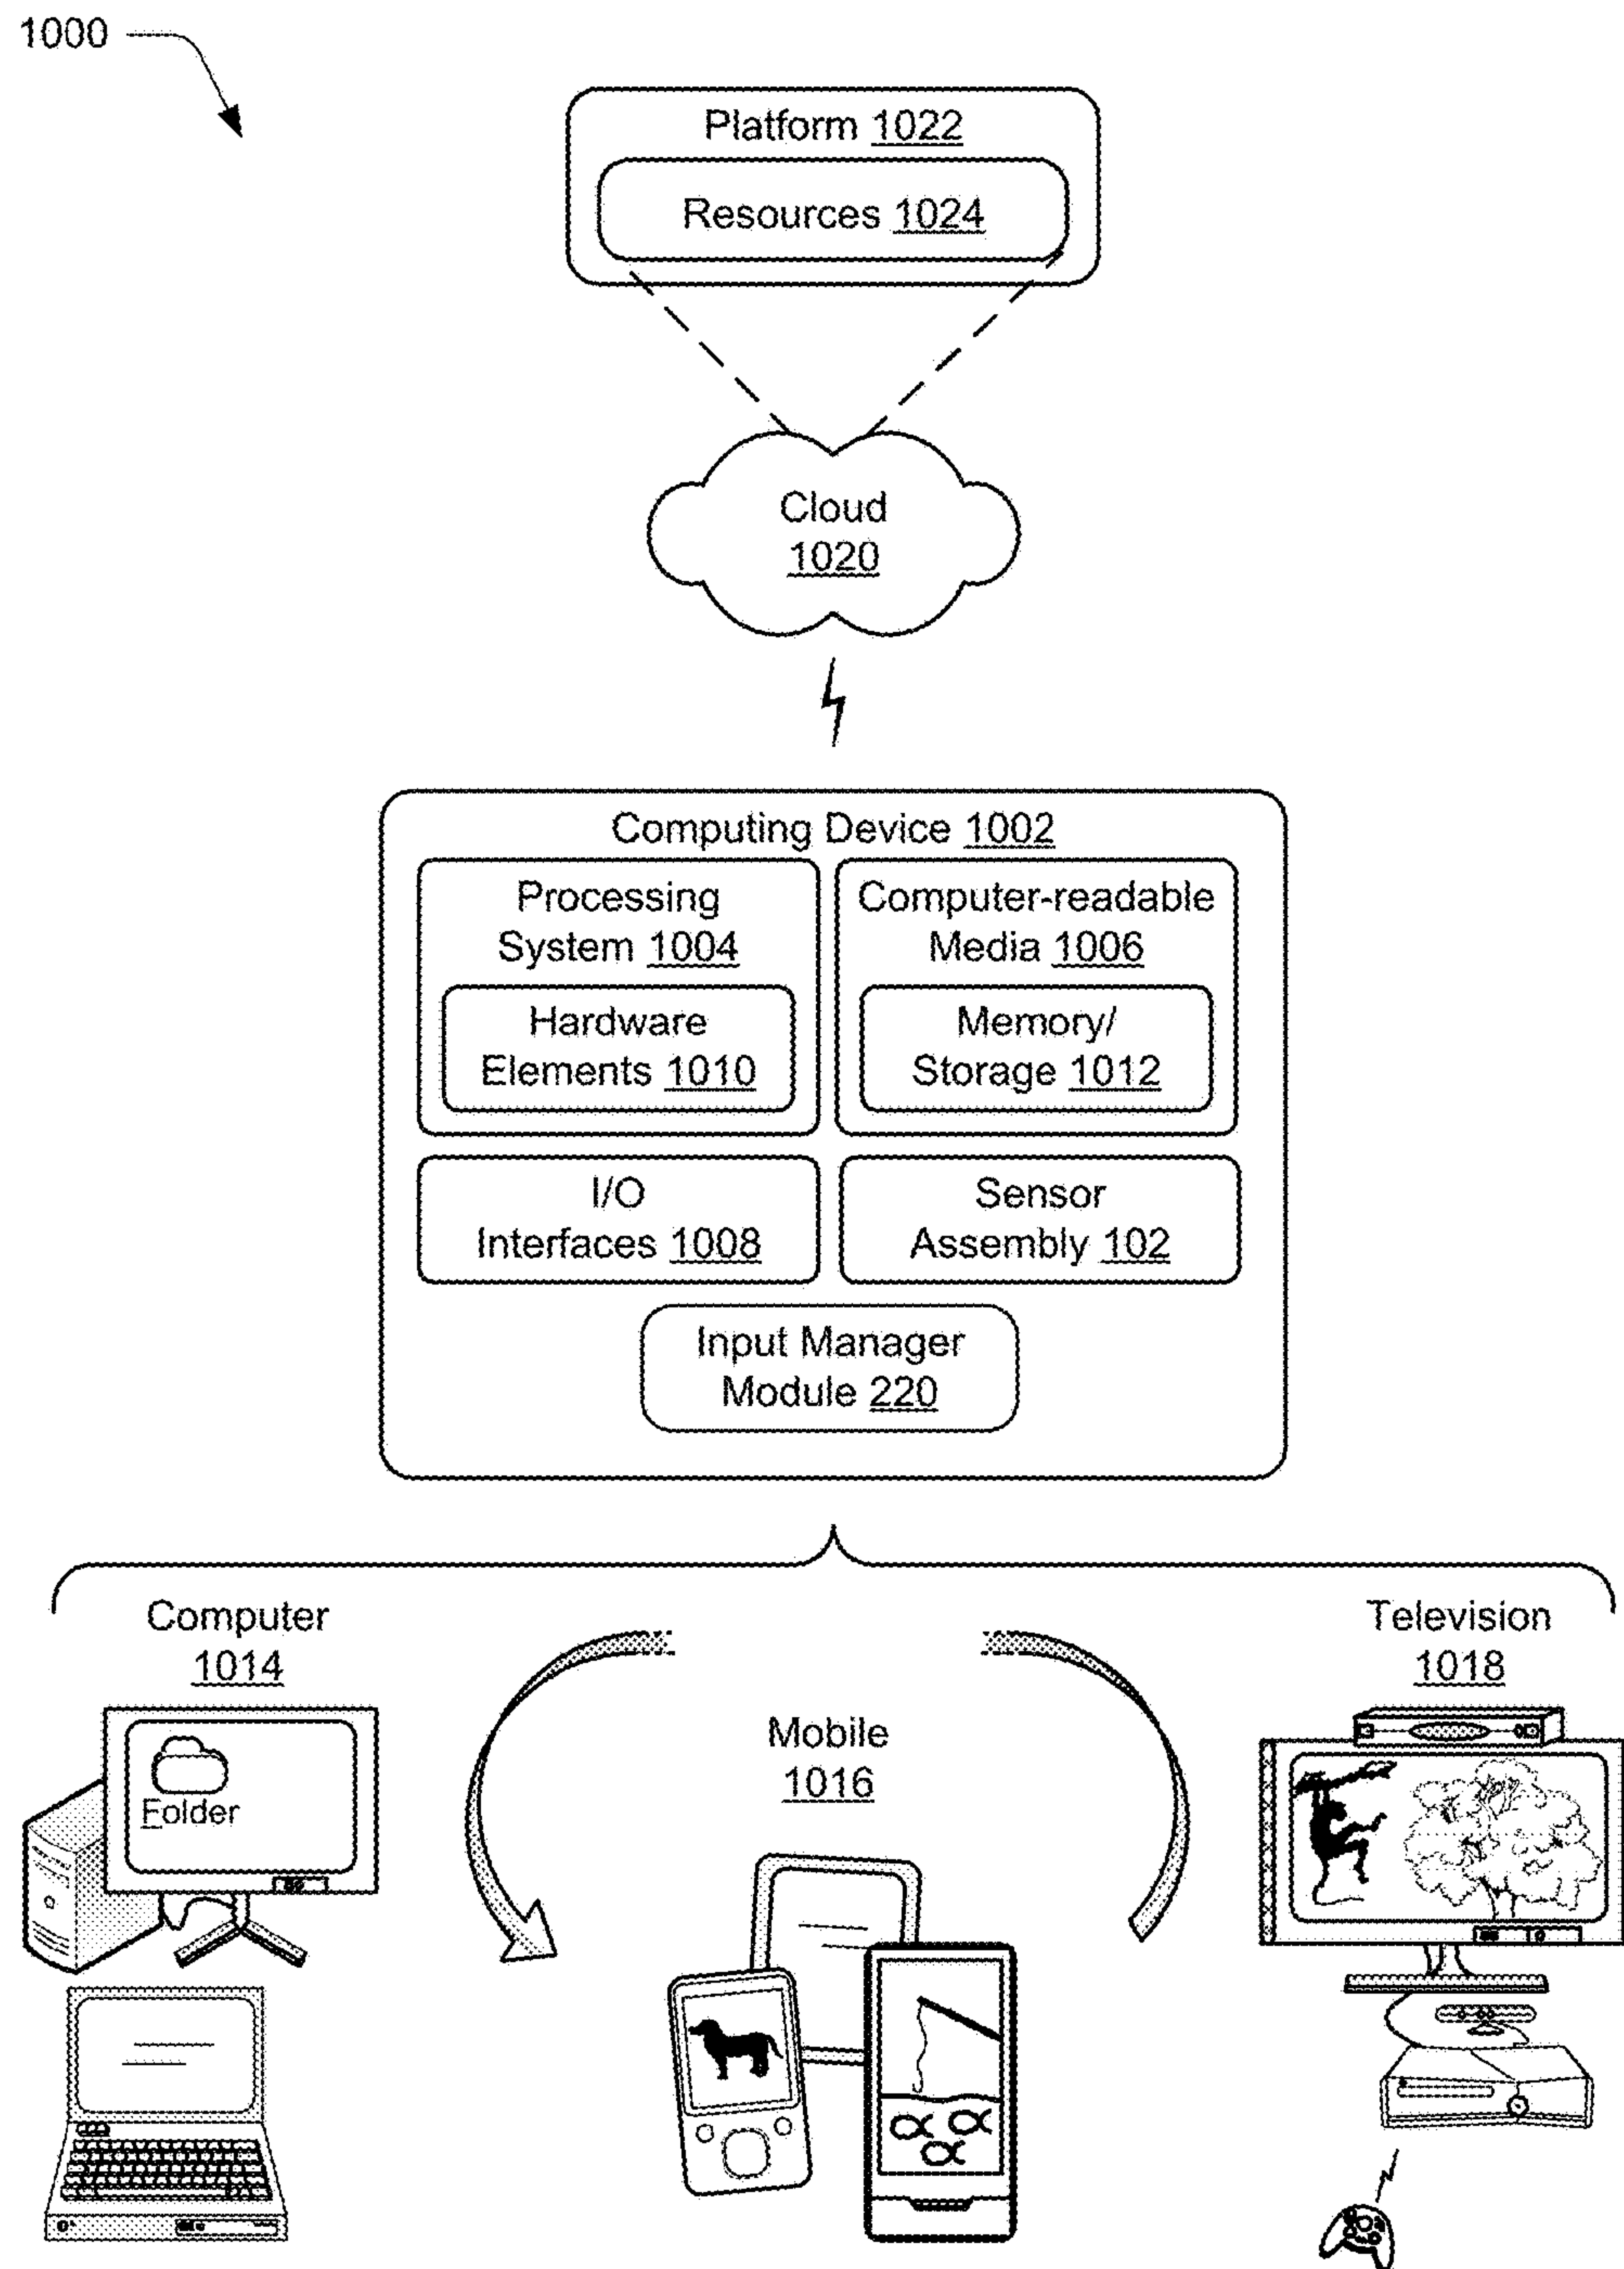 1000
Platform 1022
Resources 1024
Cloud
1020
Computing Device 1002
Processing
System 1004
Hardware
Elements 1010
Computer-readable
Media 1006
Memory/
Storage 1012
I/O
Interfaces 1008
Sensor
Assembly 102
Input Manager
Module 220
Computer
1014
Folder
Mobile
1016
Television
1018